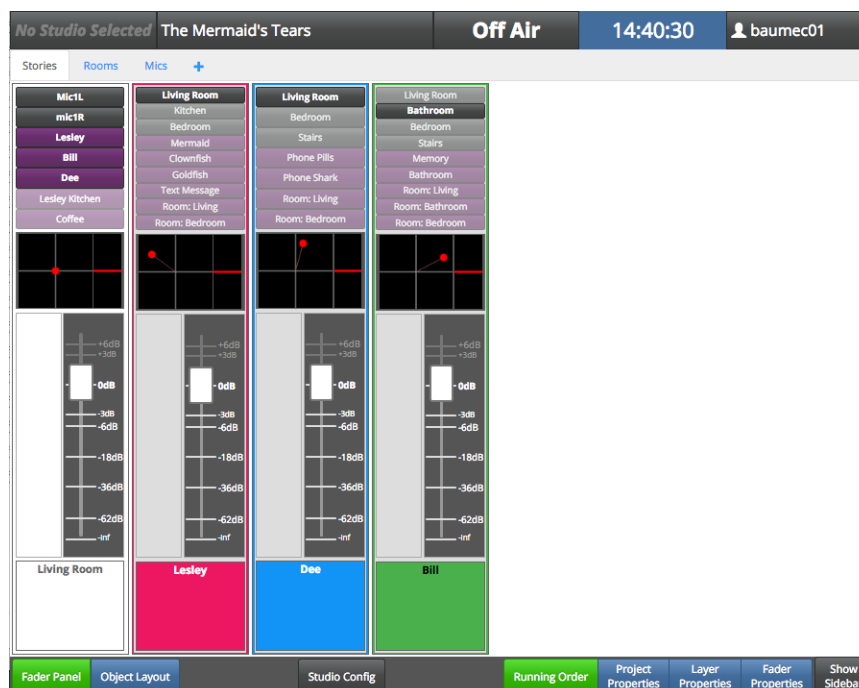 No Studio Selected The Mermaid's Tears Off Air 14:40:30 baumec01
Stories Rooms Mics +
Mic1L
mic1R
Lesley
Bill
Dee
Lesley Kitchen
Coffee
+6dB
+3dB
0dB
-3dB
-6dB
-18dB
-36dB
-62dB
-inf
Living Room
Living Room
Kitchen
Bedroom
Mermaid
Clownfish
Goldfish
Text Message
Room: Living
Room: Bedroom
+6dB
+3dB
0dB
-3dB
-6dB
-18dB
-36dB
-62dB
-inf
Lesley
Living Room
Bedroom
Stairs
Phone Pills
Phone Shark
Room: Living
Room: Bedroom
+6dB
+3dB
0dB
-3dB
-6dB
-18dB
-36dB
-62dB
-inf
Dee
Living Room
Bathroom
Bedroom
Stairs
Memory
Bathroom
Room: Living
Room: Bathroom
Room: Bedroom
+6dB
+3dB
0dB
-3dB
-6dB
-18dB
-36dB
-62dB
-inf
Bill
Fader Panel Object Layout Studio Config Running Order
Project
Properties
Layer
Properties
Fader
Properties
Show
Sideba